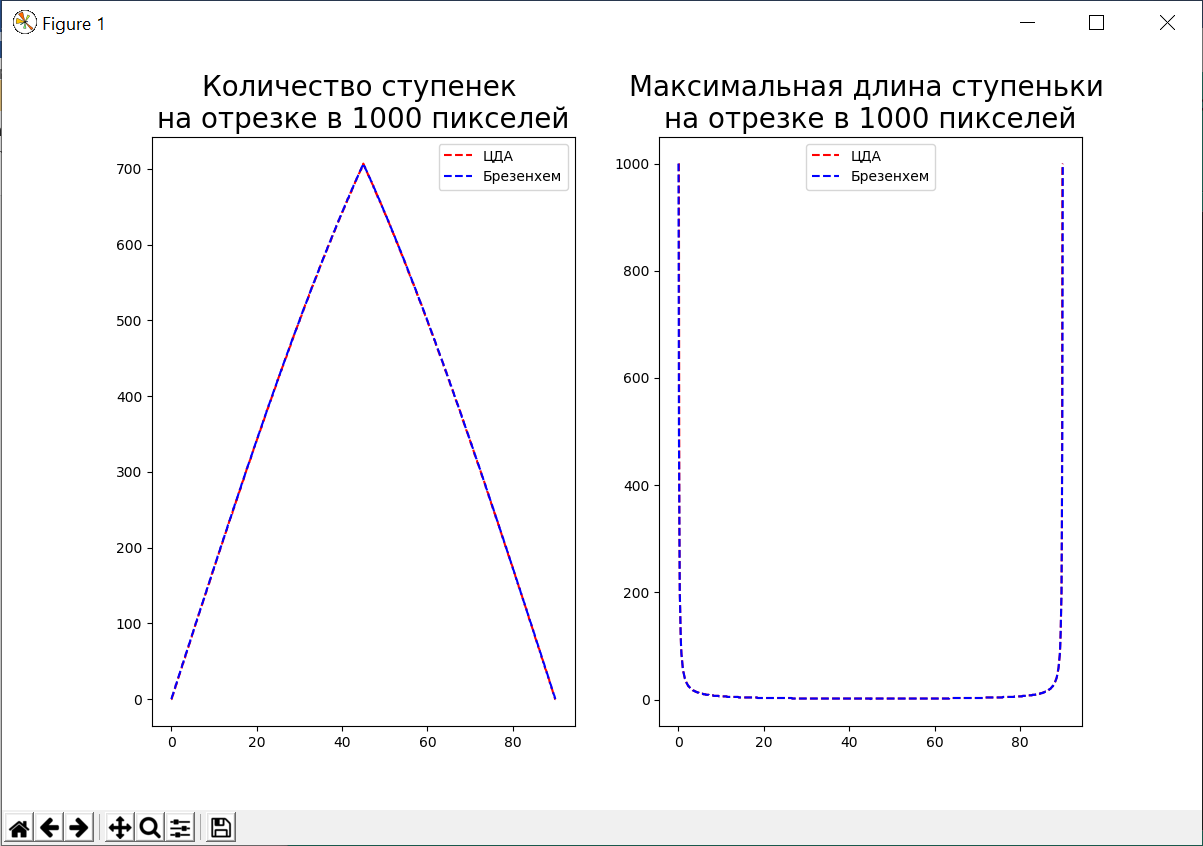 Figure 1
Количество ступенек
на отрезке в 1000 пикселей
ЦДА
Брезенхем
700
600
500
400
300
200
100
0
0 20 40 60 80
Максимальная длина ступеньки
на отрезке в 1000 пикселей
ЦДА
Брезенхем
1000
800
600
400
200
0
0 20 40 60 80